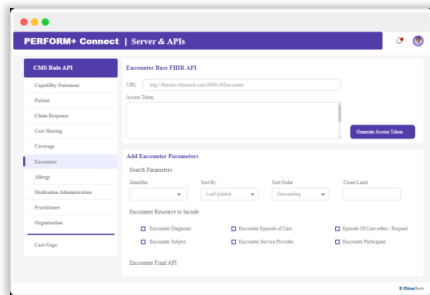 PERFORM+ Connect | Server & APIs
CMS Rule API
Capability Statement
Patient
Claim Response
Cost Sharing
Coverage
Encounter
Allergy
Medication Administration
Practitioner
Organization
Care Gaps
Encounter Base FHIR API
URL
Access Token
Generate Access Token
Add Encounter Parameters
Search Parameters
Identifier Sort By Sort Order Count Limit
LastUpdated Descending
Encounter Resource to Include
Encounter Diagnosis Encounter Episode of Care Episode Of Care Request
Encounter Subject Encounter Service Provider Encounter Participant
Encounter Final API
CitiusTech